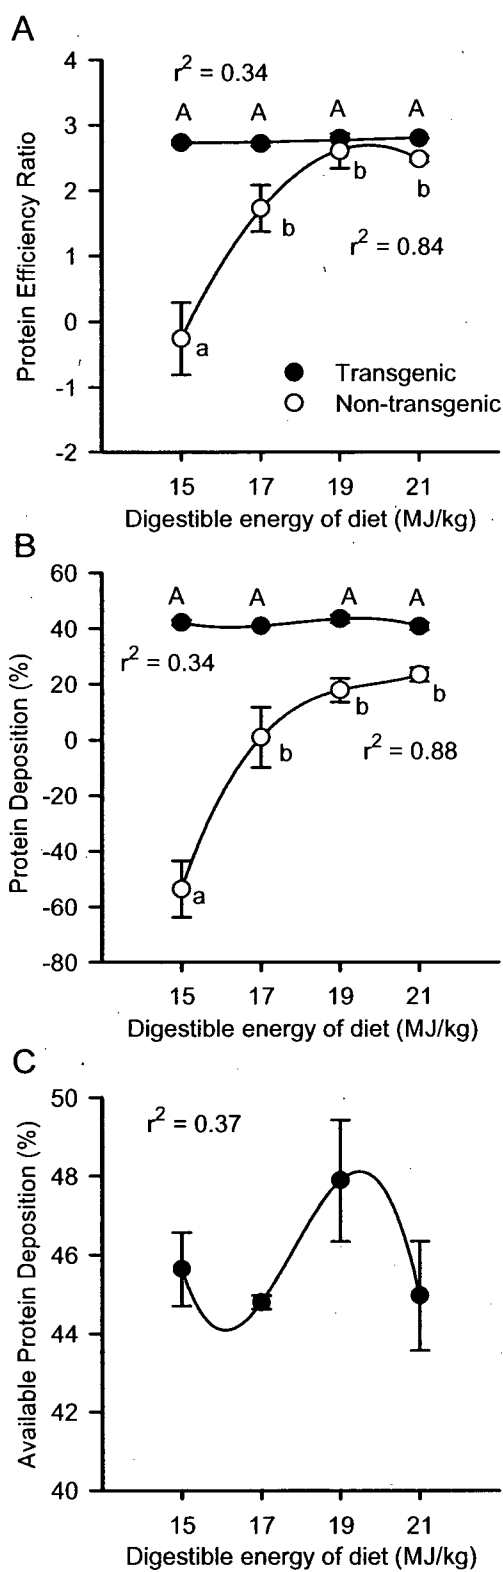 A
4
3
2
1
0
-1
-2
Protein Efficiency Ratio
r² = 0.34
A A A A
b
b
b
a
r² = 0.84
Transgenic
Non-transgenic
15 17 19 21
Digestible energy of diet (MJ/kg)
B
60
40
20
0
-20
-40
-60
-80
Protein Deposition (%)
A A A A
r² = 0.34
b
b
b
a
r² = 0.88
15 17 19 21
Digestible energy of diet (MJ/kg)
C
50
48
46
44
42
40
Available Protein Deposition (%)
r² = 0.37
15 17 19 21
Digestible energy of diet (MJ/kg)